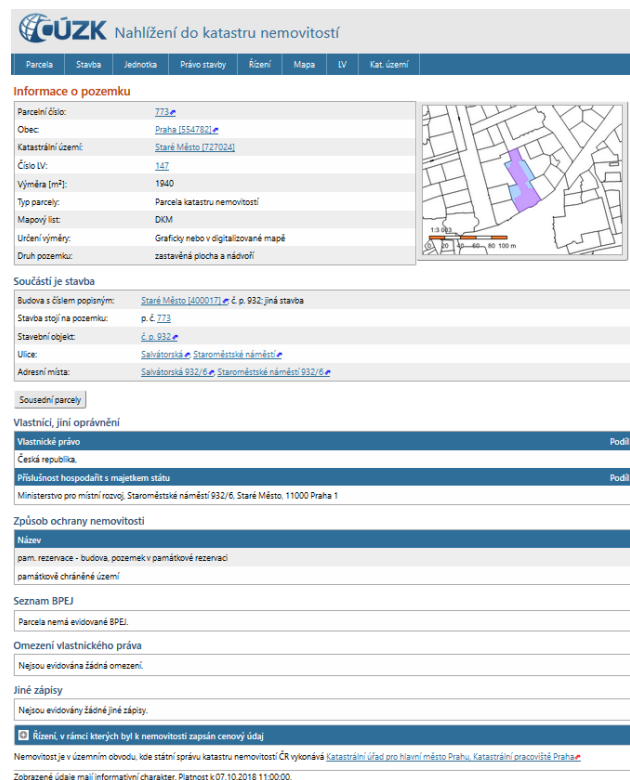 ČÚZK Nahlížení do katastru nemovitostí
Parcela Stavba Jednotka Právo stavby Řízení Mapa LV Kat. území
Informace o pozemku
Parcelní číslo: 773
Obec: Praha [554782]
Katastrální území: Staré Město [727024]
Číslo LV: 147
Výměra [m²]: 1940
Typ parcely: Parcela katastru nemovitostí
Mapový list: DKM
Určení výměry: Graficky nebo v digitalizované mapě
Druh pozemku: zastavěná plocha a nádvoří
1:3 003
0 20 40 60 80 100 m
Součástí je stavba
Budova s číslem popisným: Staré Město [400017] č. p. 932; jiná stavba
Stavba stojí na pozemku: p. č. 773
Stavební objekt: č. p. 932
Ulice: Salvátorská Staroměstské náměstí
Adresní místa: Salvátorská 932/6, Staroměstské náměstí 932/6
Sousední parcely
Vlastníci, jiní oprávnění
Vlastnické právo Podíl
Česká republika,
Příslušnost hospodařit s majetkem státu Podíl
Ministerstvo pro místní rozvoj, Staroměstské náměstí 932/6, Staré Město, 11000 Praha 1
Způsob ochrany nemovitosti
Název
pam. rezervace - budova, pozemek v památkové rezervaci
památkově chráněné území
Seznam BPEJ
Parcela nemá evidované BPEJ.
Omezení vlastnického práva
Nejsou evidována žádná omezení.
Jiné zápisy
Nejsou evidovány žádné jiné zápisy.
Řízení, v rámci kterých byl k nemovitosti zapsán cenový údaj
Nemovitost je v územním obvodu, kde státní správu katastru nemovitostí ČR vykonává Katastrální úřad pro hlavní město Prahu, Katastrální pracoviště Praha
Zobrazené údaje mají informativní charakter. Platnost k 07.10.2018 11:00:00.